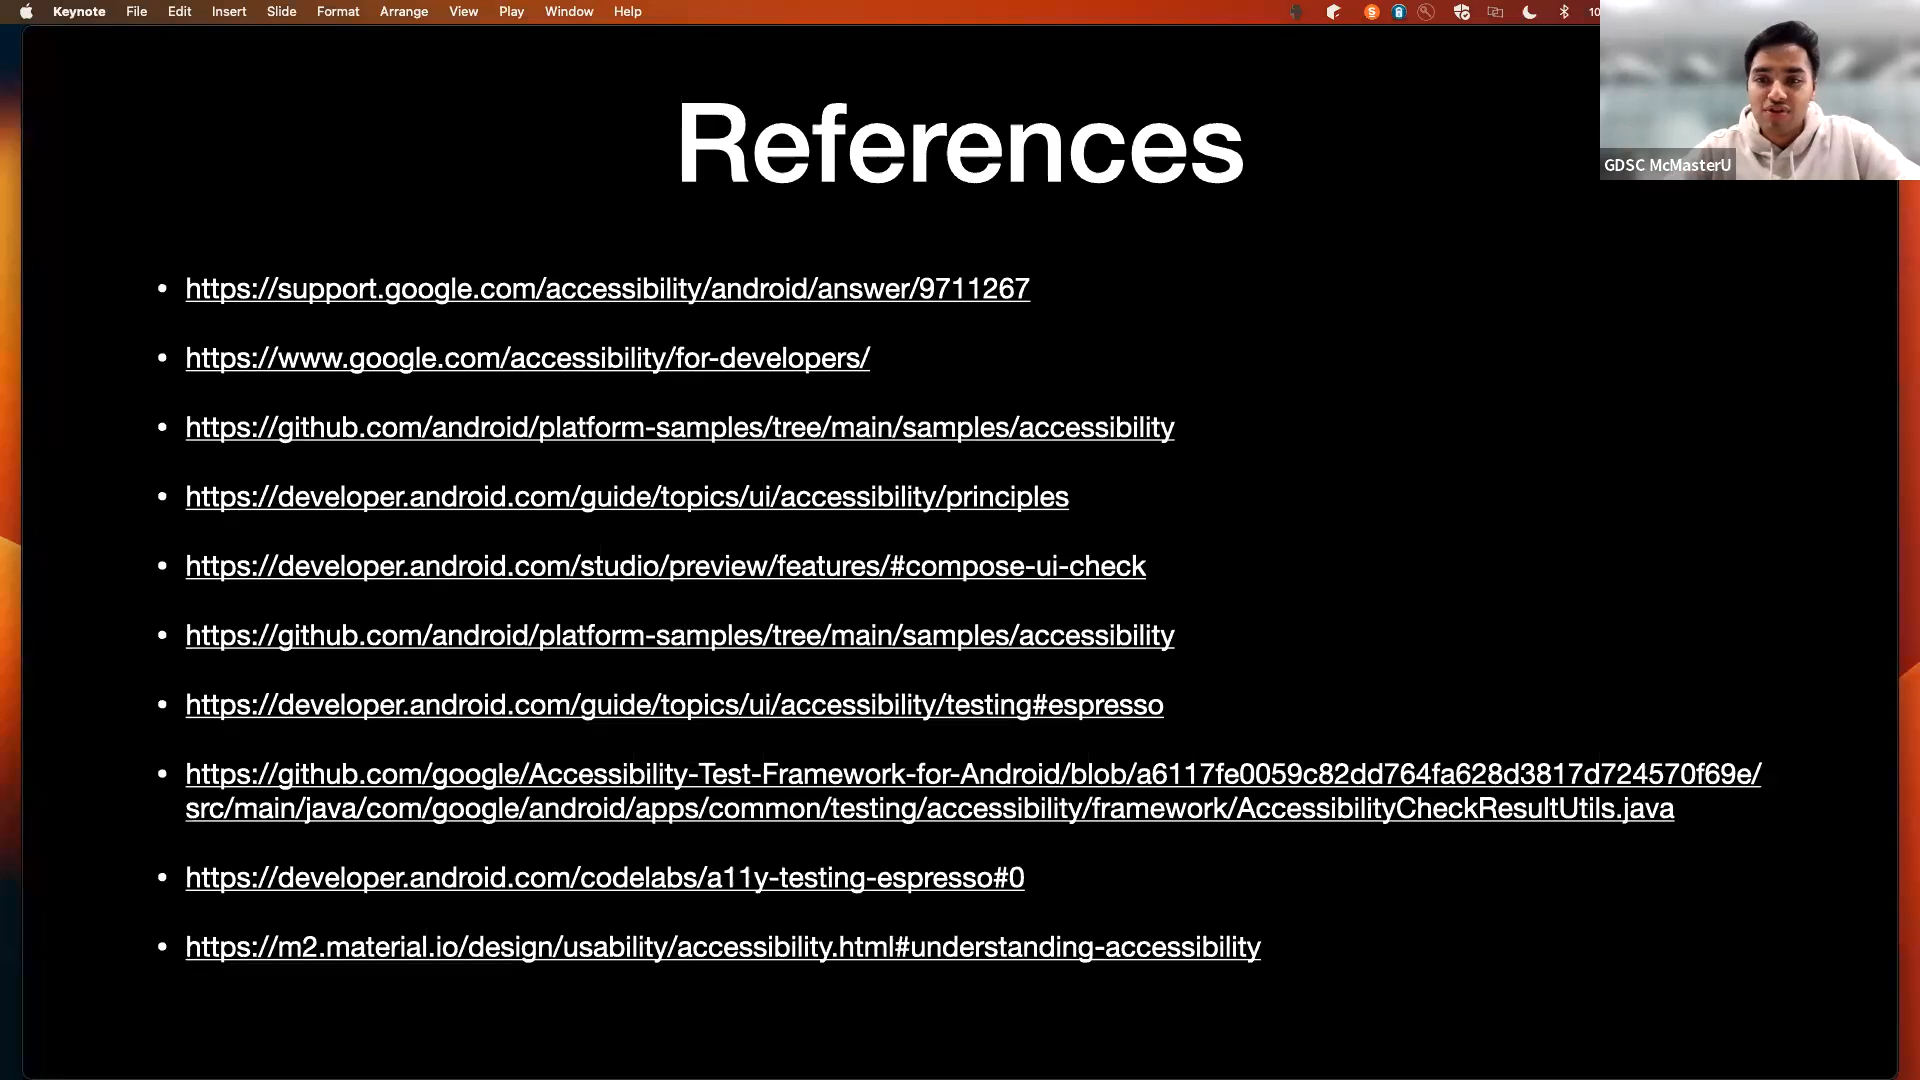 Keynote File Edit Insert Slide Format Arrange View Play Window Help S 10
GDSC McMasterU
References
• https://support.google.com/accessibility/android/answer/9711267
• https://www.google.com/accessibility/for-developers/
• https://github.com/android/platform-samples/tree/main/samples/accessibility
• https://developer.android.com/guide/topics/ui/accessibility/principles
• https://developer.android.com/studio/preview/features/#compose-ui-check
• https://github.com/android/platform-samples/tree/main/samples/accessibility
• https://developer.android.com/guide/topics/ui/accessibility/testing#espresso
• https://github.com/google/Accessibility-Test-Framework-for-Android/blob/a6117fe0059c82dd764fa628d3817d724570f69e/
src/main/java/com/google/android/apps/common/testing/accessibility/framework/AccessibilityCheckResultUtils.java
• https://developer.android.com/codelabs/a11y-testing-espresso#0
• https://m2.material.io/design/usability/accessibility.html#understanding-accessibility